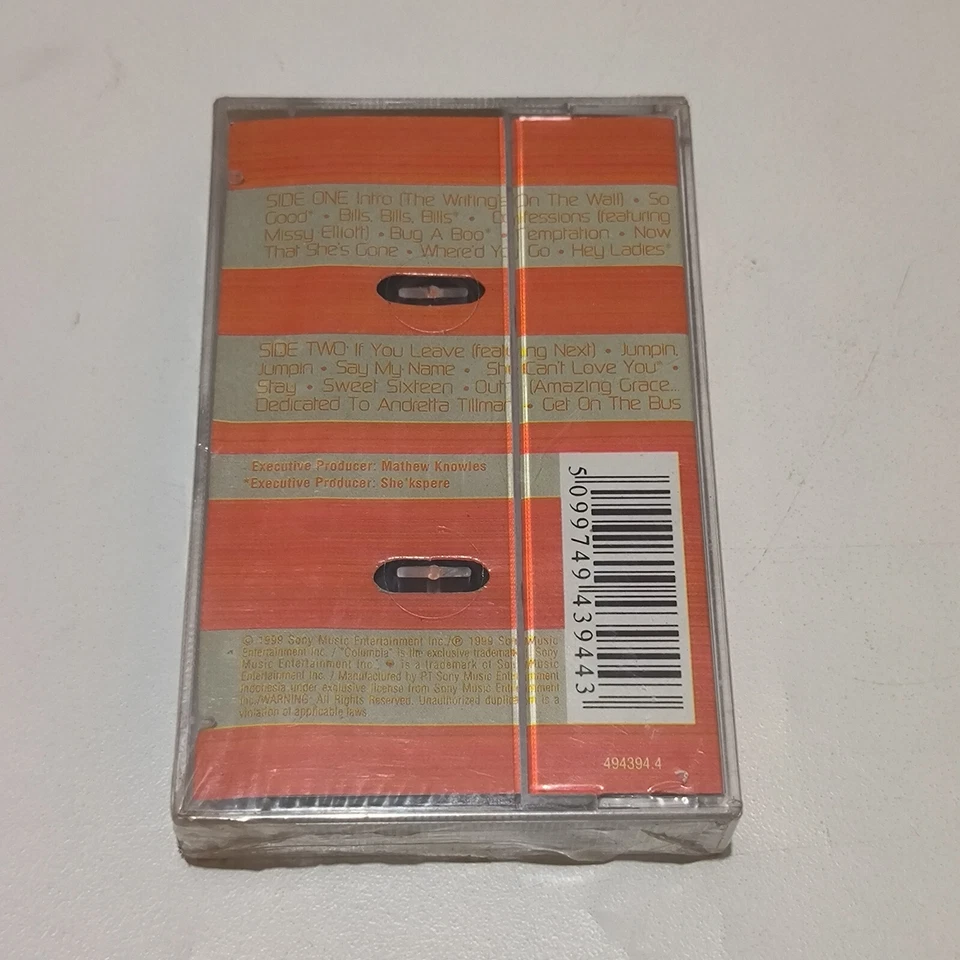 SIDE ONE Intro (The Writing's On The Wall) • So
Good* • Bills, Bills, Bills* • Confessions (featuring
Missy Elliott) • Bug A Boo* • Temptation • Now
That She's Gone • Where'd You Go • Hey Ladies*
SIDE TWO If You Leave (featuring Next) • Jumpin,
Jumpin • Say My Name • She Can't Love You* •
Stay • Sweet Sixteen • Outro (Amazing Grace...
Dedicated To Andretta Tillman) • Get On The Bus
Executive Producer: Mathew Knowles
*Executive Producer: She'kspere
5099749439443
© 1999 Sony Music Entertainment Inc./℗ 1999 Sony Music
Entertainment Inc. / "Columbia" is the exclusive trademark Sony
Music Entertainment Inc. is a trademark of Sony Music
Entertainment Inc. / Manufactured by PT Sony Music Entertainment
Indonesia under exclusive license from Sony Music Entertainment
Inc./WARNING: All Rights Reserved. Unauthorized duplication is a
violation of applicable laws.
494394.4